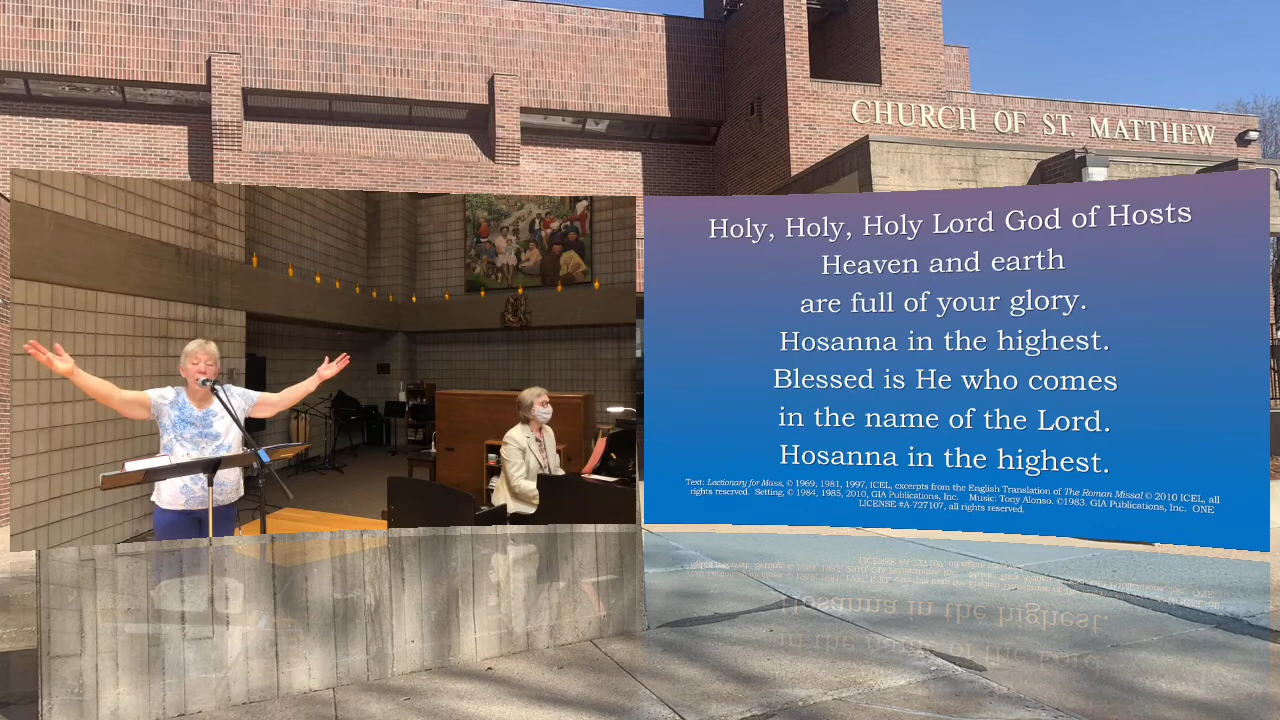 CHURCH OF ST. MATTHEW
Holy, Holy, Holy Lord God of Hosts
Heaven and earth
are full of your glory.
Hosanna in the highest.
Blessed is He who comes
in the name of the Lord.
Hosanna in the highest.
Text: Lectionary for Mass, © 1969, 1981, 1997, ICEL, excerpts from the English Translation of The Roman Missal © 2010 ICEL, all
rights reserved. Setting, © 1984, 1985, 2010, GIA Publications, Inc. Music: Tony Alonso. ©1983. GIA Publications, Inc. ONE
LICENSE #A-727107, all rights reserved.